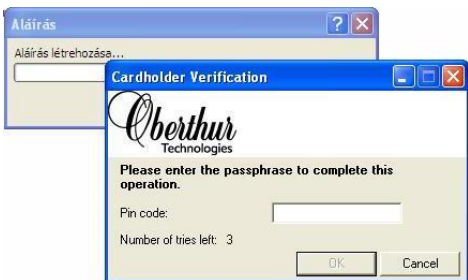 Aláírás
Aláírás létrehozása...
Cardholder Verification
Oberthur
Technologies
Please enter the passphrase to complete this
operation.
Pin code:
Number of tries left: 3
OK Cancel